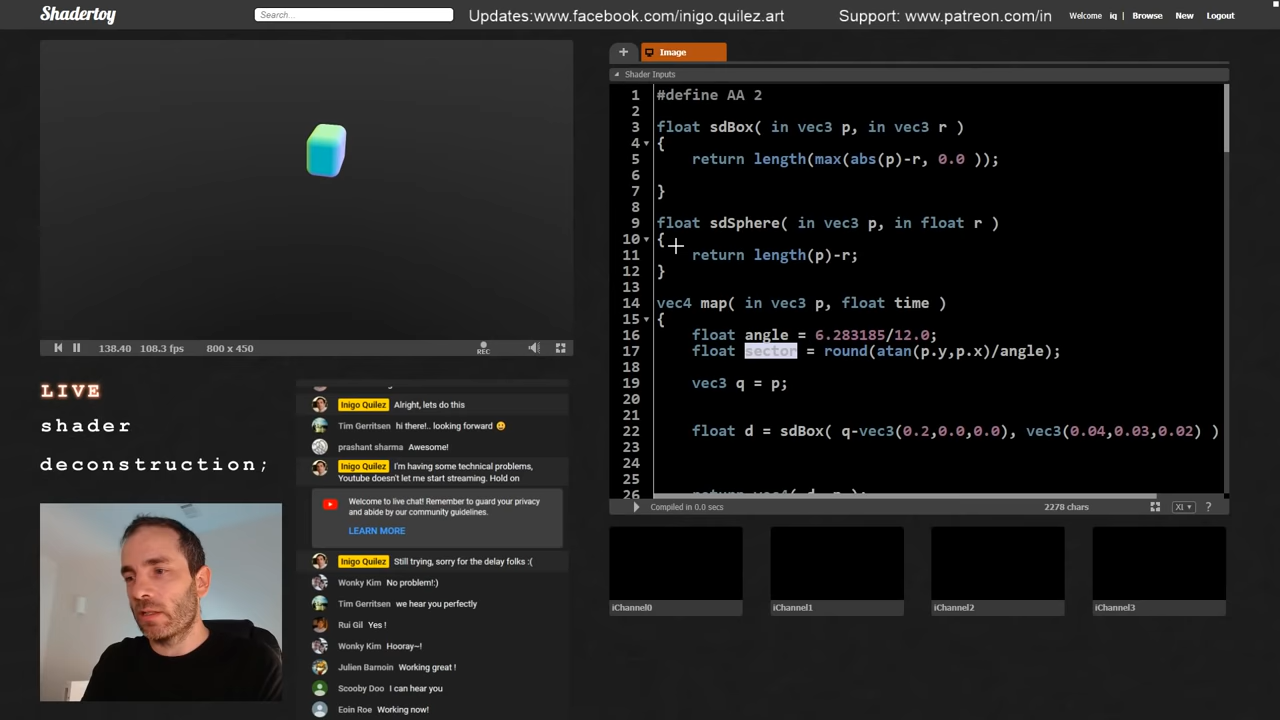 Shadertoy
Search...
Updates:www.facebook.com/inigo.quilez.art
Support: www.patreon.com/in
Welcome iq | Browse New Logout
+ Image
Shader Inputs
1 #define AA 2
2
3 float sdBox( in vec3 p, in vec3 r )
4 {
5 return length(max(abs(p)-r, 0.0 ));
6
7 }
8
9 float sdSphere( in vec3 p, in float r )
10 {
11 return length(p)-r;
12 }
13
14 vec4 map( in vec3 p, float time )
15 {
16 float angle = 6.283185/12.0;
17 float sector = round(atan(p.y,p.x)/angle);
18
19 vec3 q = p;
20
21
22 float d = sdBox( q-vec3(0.2,0.0,0.0), vec3(0.04,0.03,0.02) )
23
24
25
26 return vec4( d, p );
138.40 108.3 fps 800 x 450 REC
Compiled in 0.0 secs 2278 chars X1 ?
LIVE
shader
deconstruction;
Inigo Quilez Alright, lets do this
Tim Gerritsen hi there!.. looking forward
prashant sharma Awesome!
Inigo Quilez I'm having some technical problems,
Youtube doesn't let me start streaming. Hold on
Welcome to live chat! Remember to guard your privacy
and abide by our community guidelines.
LEARN MORE
Inigo Quilez Still trying, sorry for the delay folks :(
Wonky Kim No problem!:)
Tim Gerritsen we hear you perfectly
Rui Gil Yes !
Wonky Kim Hooray~!
Julien Barnoin Working great !
Scooby Doo I can hear you
Eoin Roe Working now!
iChannel0 iChannel1 iChannel2 iChannel3